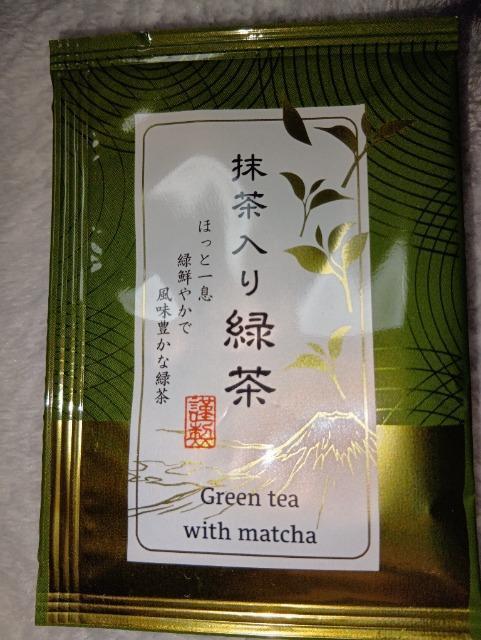 抹茶入り緑茶
ほっと一息
緑鮮やかで
風味豊かな緑茶
謹製
Green tea
with matcha